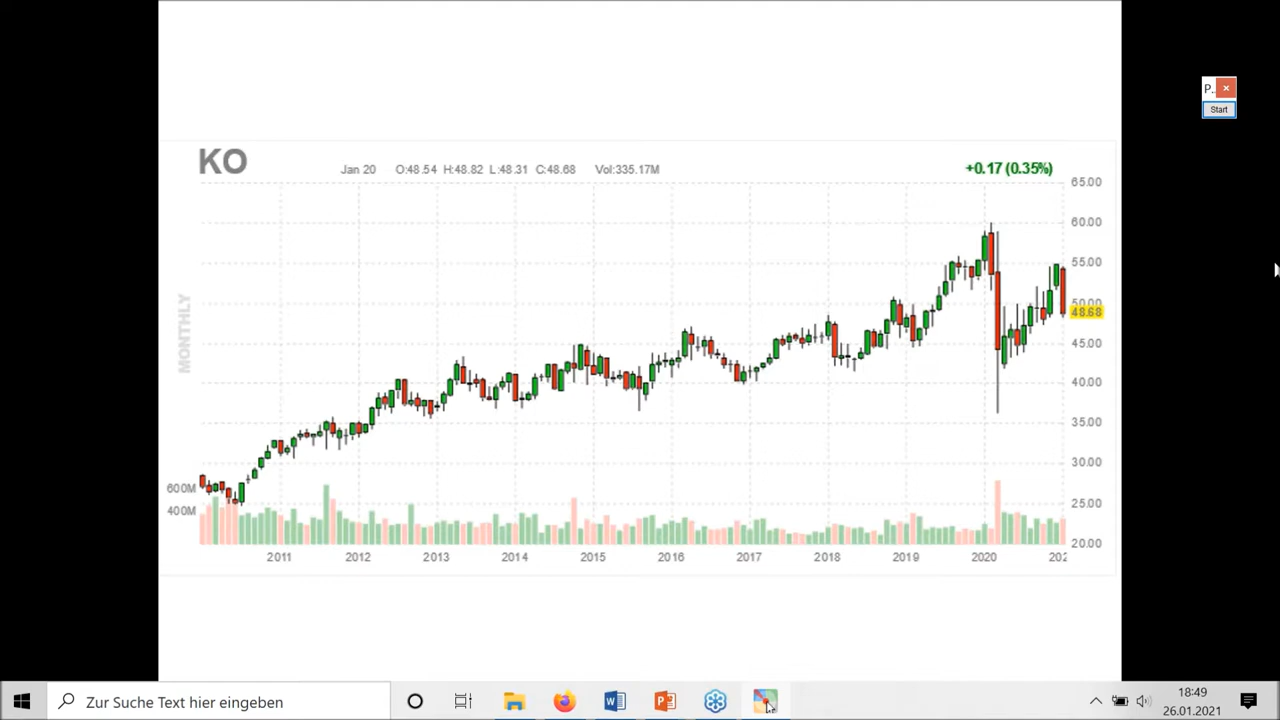 P..
Start
KO
Jan 20 O:48.54 H:48.82 L:48.31 C:48.68 Vol:335.17M
+0.17 (0.35%)
65.00
60.00
55.00
50.00
48.68
45.00
40.00
35.00
30.00
25.00
20.00
MONTHLY
600M
400M
2011 2012 2013 2014 2015 2016 2017 2018 2019 2020 202
Zur Suche Text hier eingeben
18:49
26.01.2021